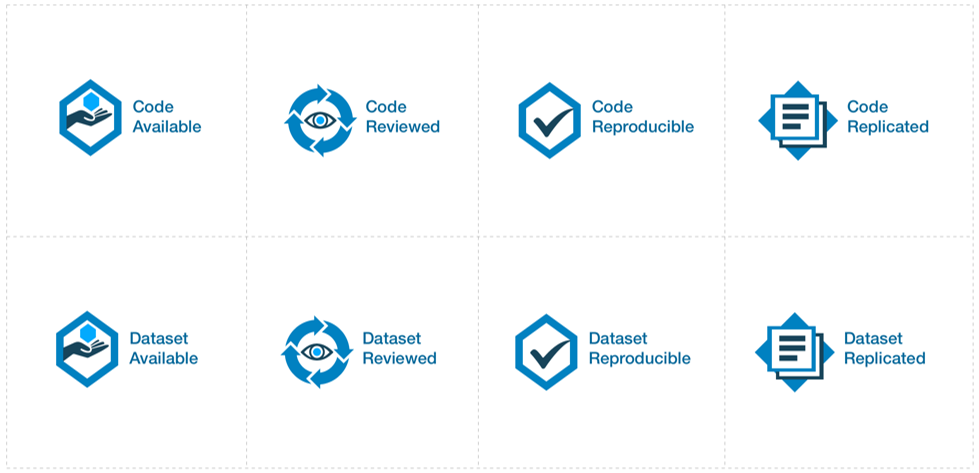 Code
Available
Code
Reviewed
Code
Reproducible
Code
Replicated
Dataset
Available
Dataset
Reviewed
Dataset
Reproducible
Dataset
Replicated